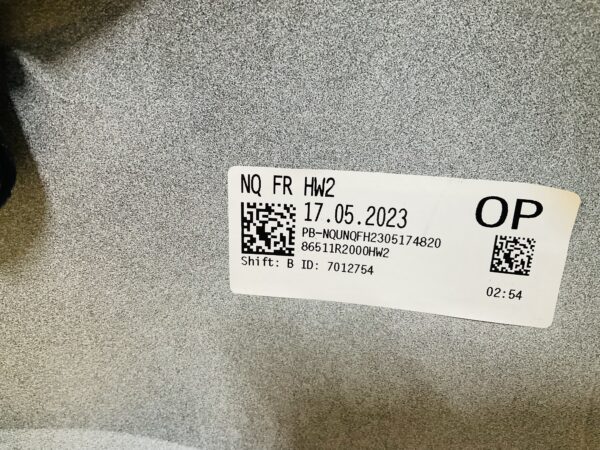 NQ FR HW2
17.05.2023
OP
PB-NQUNQFH2305174820
86511R2000HW2
Shift: B ID: 7012754
02:54